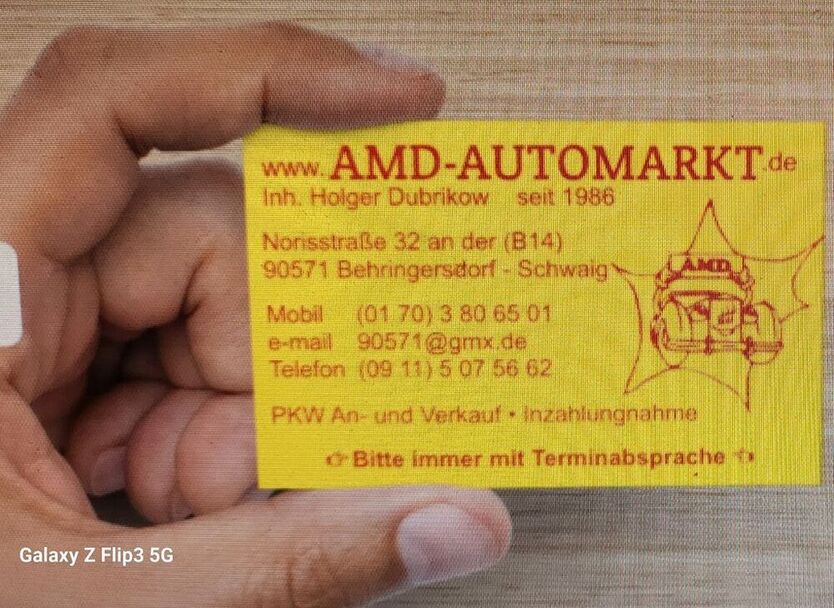 www.AMD-AUTOMARKT.de
Inh. Holger Dubrikow seit 1986
Norisstraße 32 an der (B14)
90571 Behringersdorf - Schwaig
AMD
Mobil (01 70) 3 80 65 01
e-mail 90571@gmx.de
Telefon (09 11) 5 07 56 62
PKW An- und Verkauf • Inzahlungnahme
☞ Bitte immer mit Terminabsprache ☜
Galaxy Z Flip3 5G